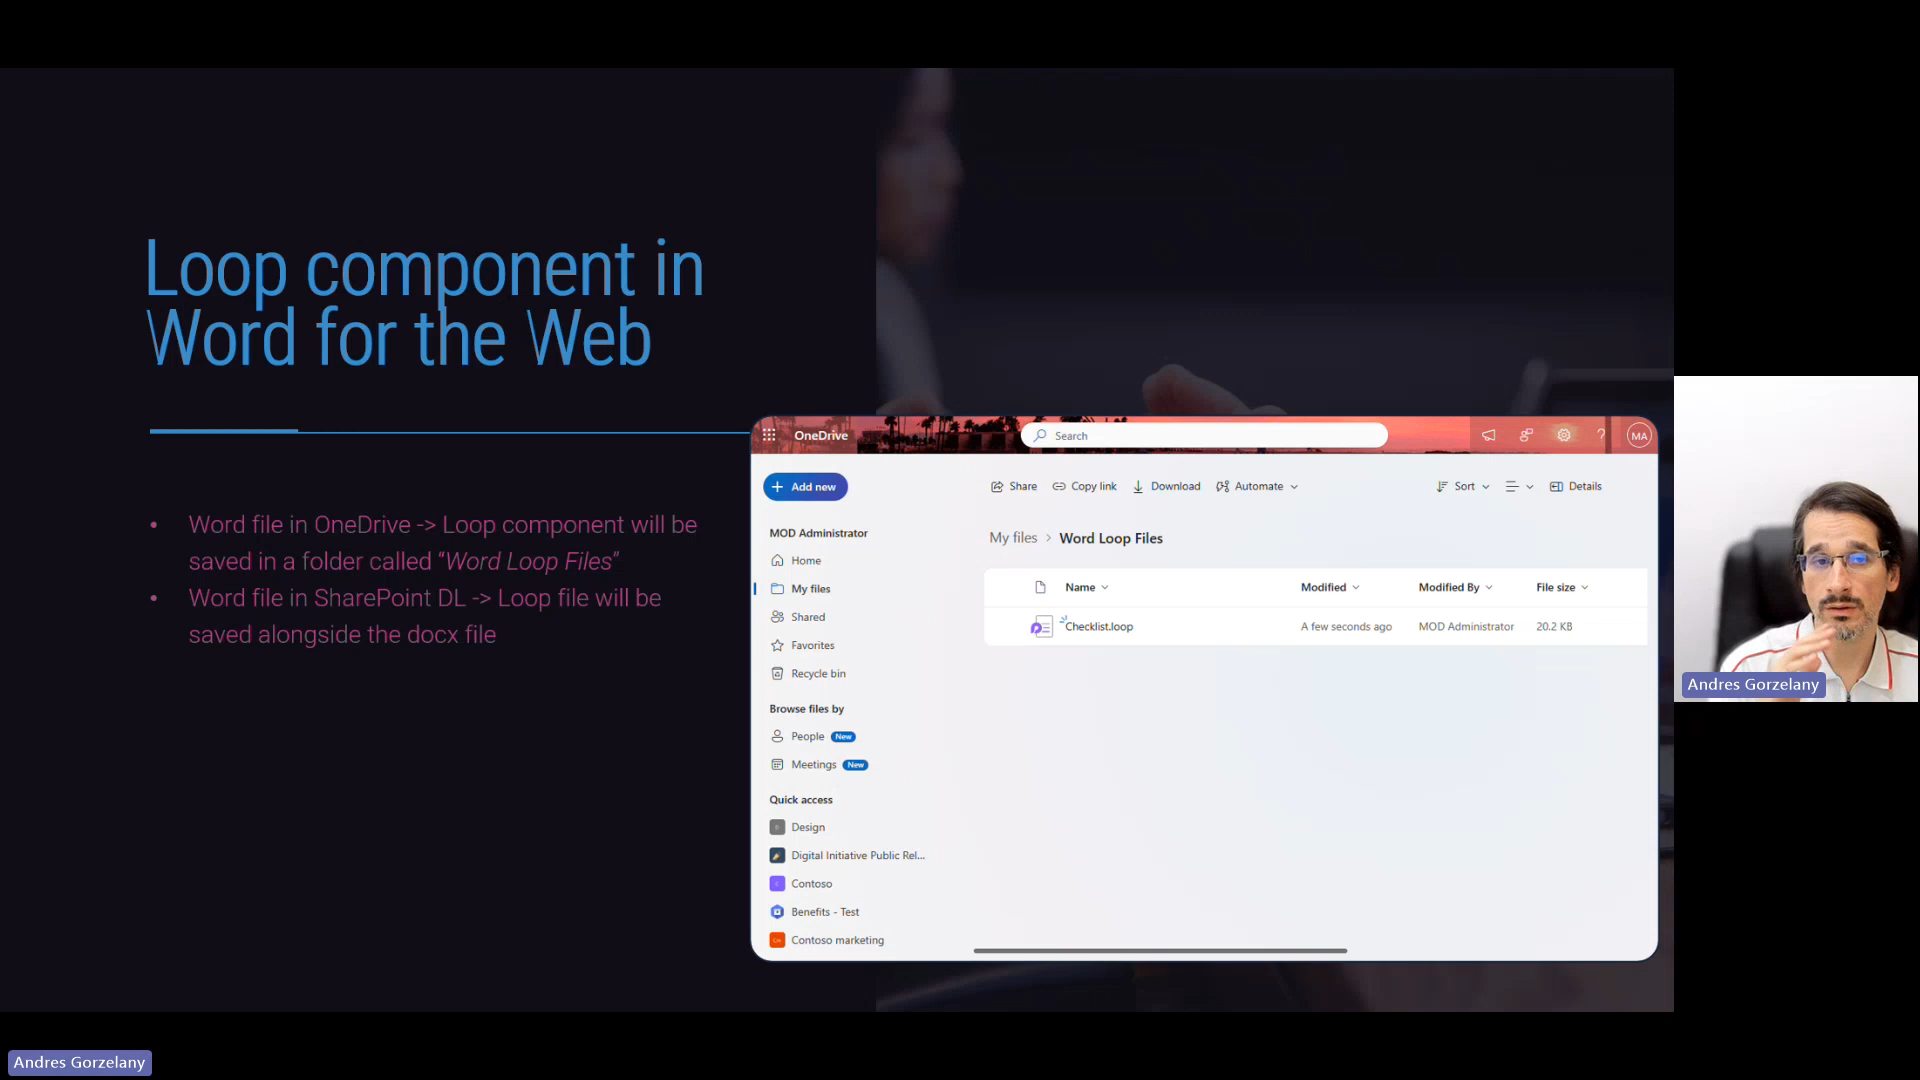 Loop component in
Word for the Web
• Word file in OneDrive -> Loop component will be
saved in a folder called “Word Loop Files”
• Word file in SharePoint DL -> Loop file will be
saved alongside the docx file
OneDrive
Search
?
MA
+ Add new
Share
Copy link
Download
Automate
Sort
Details
MOD Administrator
Home
My files
Shared
Favorites
Recycle bin
Browse files by
People New
Meetings New
Quick access
Design
Digital Initiative Public Rel...
Contoso
Benefits - Test
Contoso marketing
My files > Word Loop Files
Name Modified Modified By File size
Checklist.loop A few seconds ago MOD Administrator 20.2 KB
Andres Gorzelany
Andres Gorzelany